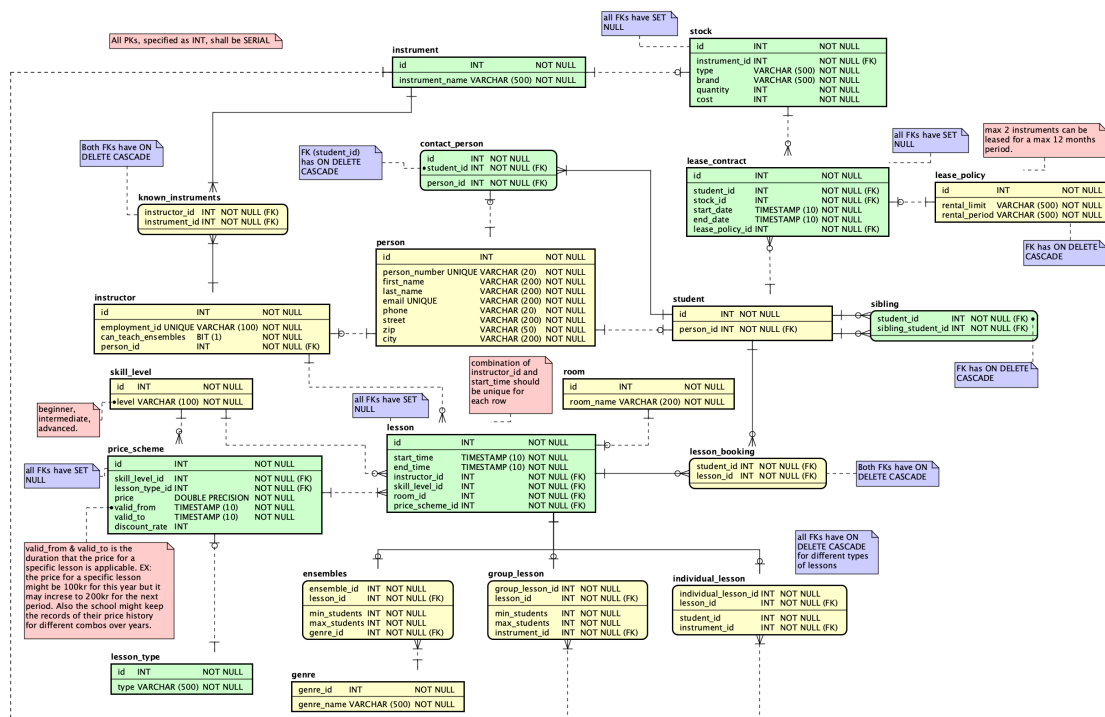 All PKs, specified as INT, shall be SERIAL
instrument
id INT NOT NULL
instrument_name VARCHAR (500) NOT NULL
all FKs have SET
NULL
stock
id INT NOT NULL
instrument_id INT NOT NULL (FK)
type VARCHAR (500) NOT NULL
brand VARCHAR (500) NOT NULL
quantity INT NOT NULL
cost INT NOT NULL
Both FKs have ON
DELETE CASCADE
FK (student_id)
has ON DELETE
CASCADE
contact_person
id INT NOT NULL
student_id INT NOT NULL (FK)
person_id INT NOT NULL (FK)
all FKs have SET
NULL
max 2 instruments can be
leased for a max 12 months
period.
lease_contract
id INT NOT NULL
student_id INT NOT NULL (FK)
stock_id INT NOT NULL (FK)
start_date TIMESTAMP (10) NOT NULL
end_date TIMESTAMP (10) NOT NULL
lease_policy_id INT NOT NULL (FK)
lease_policy
id INT NOT NULL
rental_limit VARCHAR (500) NOT NULL
rental_period VARCHAR (500) NOT NULL
FK has ON DELETE
CASCADE
known_instruments
instructor_id INT NOT NULL (FK)
instrument_id INT NOT NULL (FK)
person
id INT NOT NULL
person_number UNIQUE VARCHAR (20) NOT NULL
first_name VARCHAR (200) NOT NULL
last_name VARCHAR (200) NOT NULL
email UNIQUE VARCHAR (200) NOT NULL
phone VARCHAR (20) NOT NULL
street VARCHAR (200) NOT NULL
zip VARCHAR (50) NOT NULL
city VARCHAR (200) NOT NULL
instructor
id INT NOT NULL
employment_id UNIQUE VARCHAR (100) NOT NULL
can_teach_ensembles BIT (1) NOT NULL
person_id INT NOT NULL (FK)
student
id INT NOT NULL
person_id INT NOT NULL (FK)
sibling
student_id INT NOT NULL (FK)
sibling_student_id INT NOT NULL (FK)
FK has ON DELETE
CASCADE
skill_level
id INT NOT NULL
level VARCHAR (100) NOT NULL
beginner,
intermediate,
advanced.
combination of
instructor_id and
start_time should
be unique for
each row
room
id INT NOT NULL
room_name VARCHAR (200) NOT NULL
all FKs have SET
NULL
lesson
id INT NOT NULL
start_time TIMESTAMP (10) NOT NULL
end_time TIMESTAMP (10) NOT NULL
instructor_id INT NOT NULL (FK)
skill_level_id INT NOT NULL (FK)
room_id INT NOT NULL (FK)
price_scheme_id INT NOT NULL (FK)
lesson_booking
student_id INT NOT NULL (FK)
lesson_id INT NOT NULL (FK)
Both FKs have ON
DELETE CASCADE
all FKs have SET
NULL
price_scheme
id INT NOT NULL
skill_level_id INT NOT NULL (FK)
lesson_type_id INT NOT NULL (FK)
price DOUBLE PRECISION NOT NULL
valid_from TIMESTAMP (10) NOT NULL
valid_to TIMESTAMP (10) NOT NULL
discount_rate INT
valid_from & valid_to is the
duration that the price for a
specific lesson is applicable. EX:
the price for a specific lesson
might be 100kr for this year but it
may increse to 200kr for the next
period. Also the school might keep
the records of their price history
for different combos over years.
all FKs have ON
DELETE CASCADE
for different types
of lessons
ensembles
ensemble_id INT NOT NULL
lesson_id INT NOT NULL (FK)
min_students INT NOT NULL
max_students INT NOT NULL
genre_id INT NOT NULL (FK)
group_lesson
group_lesson_id INT NOT NULL
lesson_id INT NOT NULL (FK)
min_students INT NOT NULL
max_students INT NOT NULL
instrument_id INT NOT NULL (FK)
individual_lesson
individual_lesson_id INT NOT NULL
lesson_id INT NOT NULL (FK)
student_id INT NOT NULL
instrument_id INT NOT NULL (FK)
lesson_type
id INT NOT NULL
type VARCHAR (500) NOT NULL
genre
genre_id INT NOT NULL
genre_name VARCHAR (500) NOT NULL